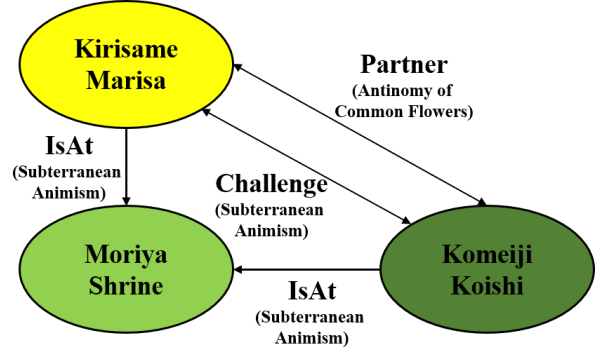 Kirisame
Marisa
Partner
(Antinomy of
Common Flowers)
IsAt
(Subterranean
Animism)
Challenge
(Subterranean
Animism)
Moriya
Shrine
Komeiji
Koishi
IsAt
(Subterranean
Animism)